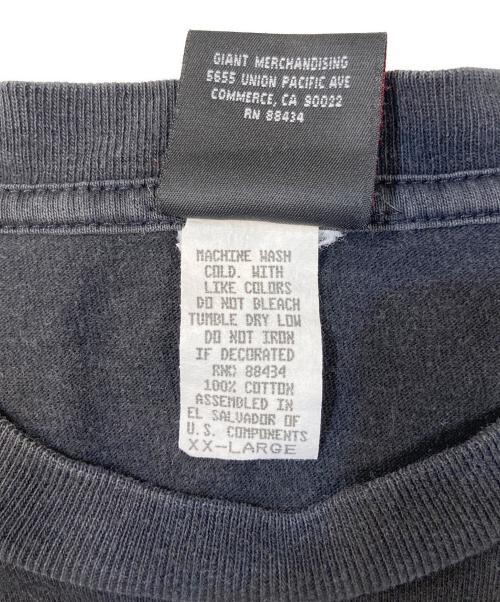 GIANT MERCHANDISING
5655 UNION PACIFIC AVE
COMMERCE, CA 90022
RN 88434
MACHINE WASH
COLD. WITH
LIKE COLORS
DO NOT BLEACH
TUMBLE DRY LOW
DO NOT IRON
IF DECORATED
RN# 88434
100% COTTON
ASSEMBLED IN
EL SALVADOR OF
U.S. COMPONENTS
XX-LARGE